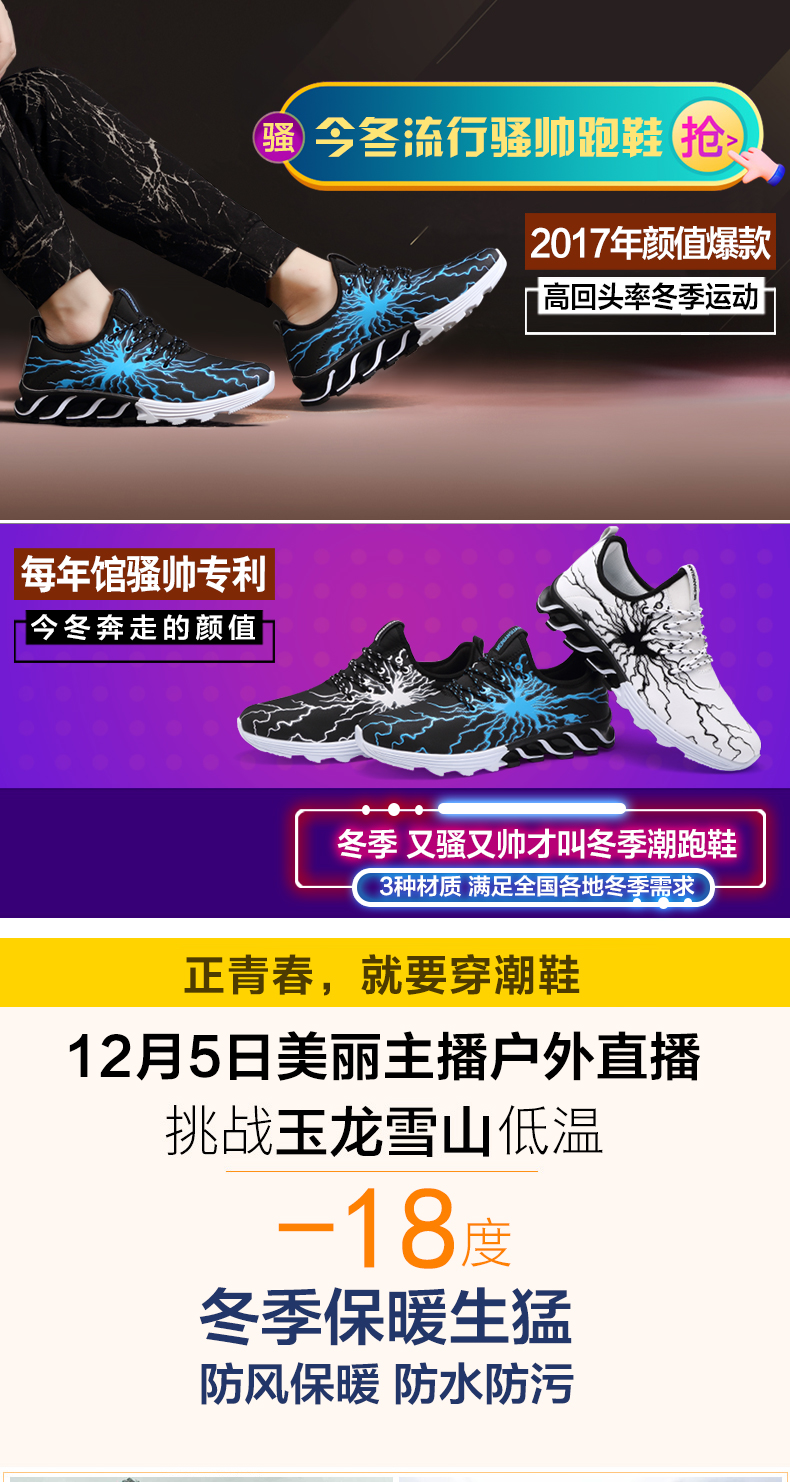 骚 今冬流行骚帅跑鞋 抢>
2017年颜值爆款
高回头率冬季运动
每年馆骚帅专利
今冬奔走的颜值
冬季 又骚又帅才叫冬季潮跑鞋
3种材质 满足全国各地冬季需求
正青春，就要穿潮鞋
12月5日美丽主播户外直播
挑战玉龙雪山低温
-18度
冬季保暖生猛
防风保暖 防水防污